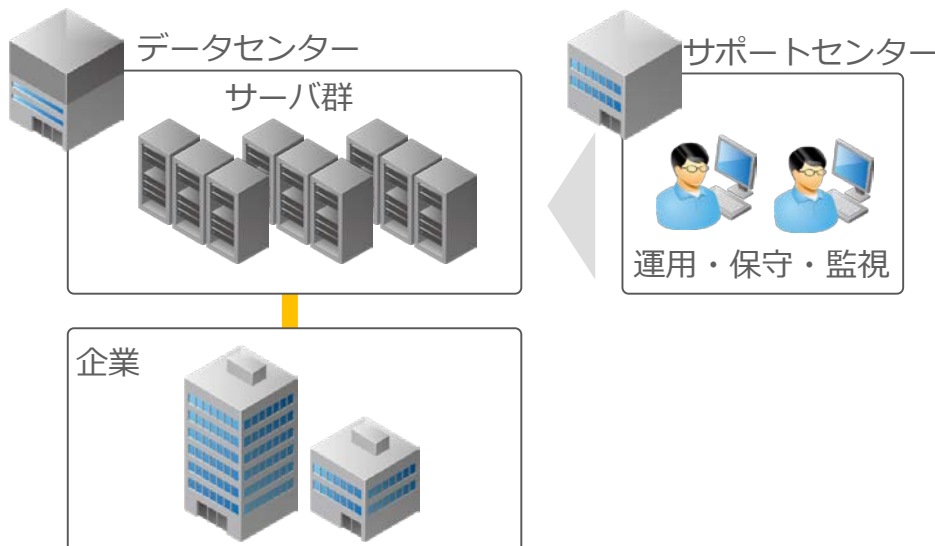 データセンター
サポートセンター
サーバ群
運用・保守・監視
企業